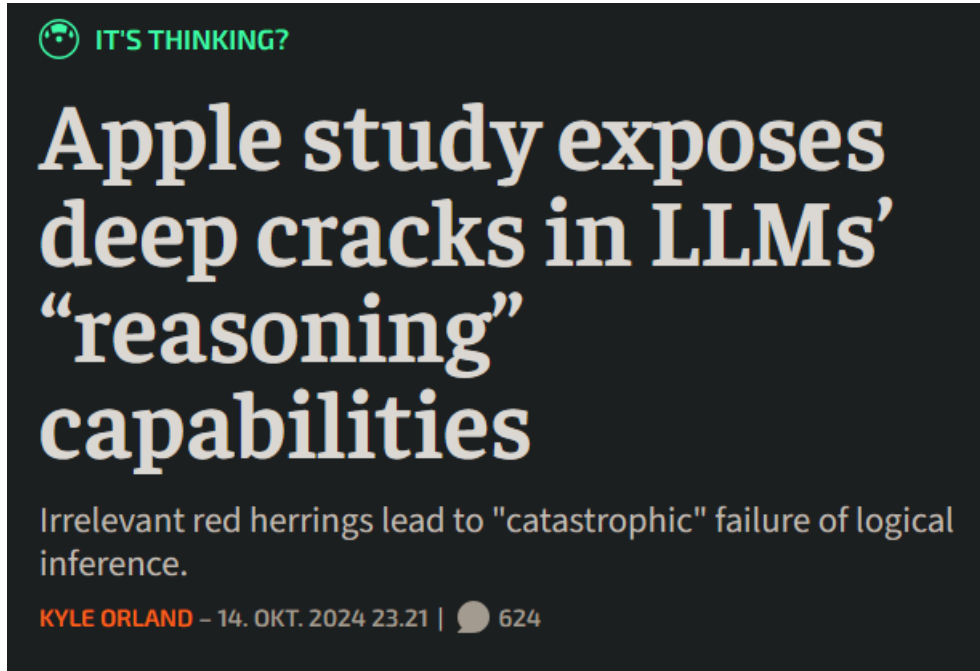 IT'S THINKING?
Apple study exposes
deep cracks in LLMs’
“reasoning”
capabilities
Irrelevant red herrings lead to "catastrophic" failure of logical
inference.
KYLE ORLAND – 14. OKT. 2024 23.21 | 624